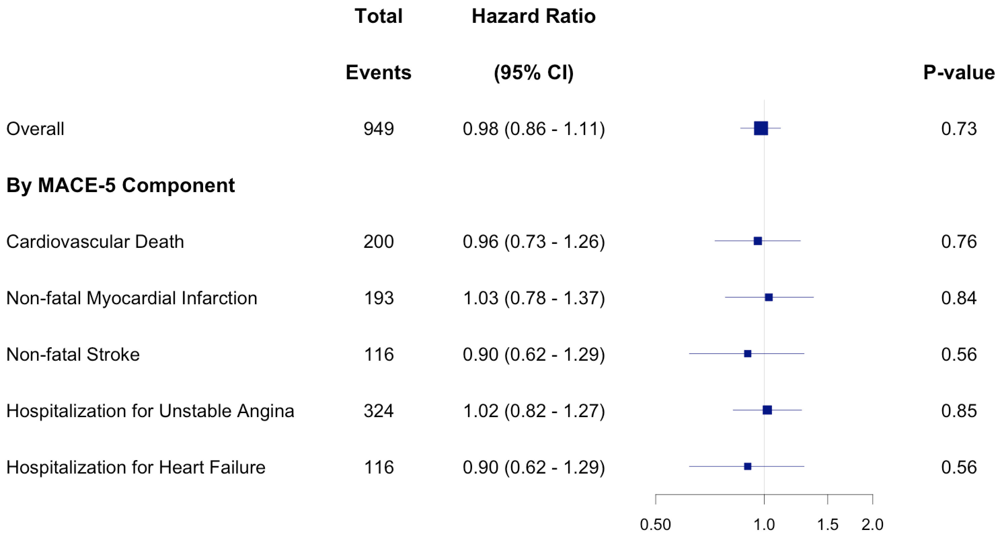 Total Hazard Ratio
Events (95% CI) P-value
Overall 949 0.98 (0.86 - 1.11) 0.73
By MACE-5 Component
Cardiovascular Death 200 0.96 (0.73 - 1.26) 0.76
Non-fatal Myocardial Infarction 193 1.03 (0.78 - 1.37) 0.84
Non-fatal Stroke 116 0.90 (0.62 - 1.29) 0.56
Hospitalization for Unstable Angina 324 1.02 (0.82 - 1.27) 0.85
Hospitalization for Heart Failure 116 0.90 (0.62 - 1.29) 0.56
0.50 1.0 1.5 2.0